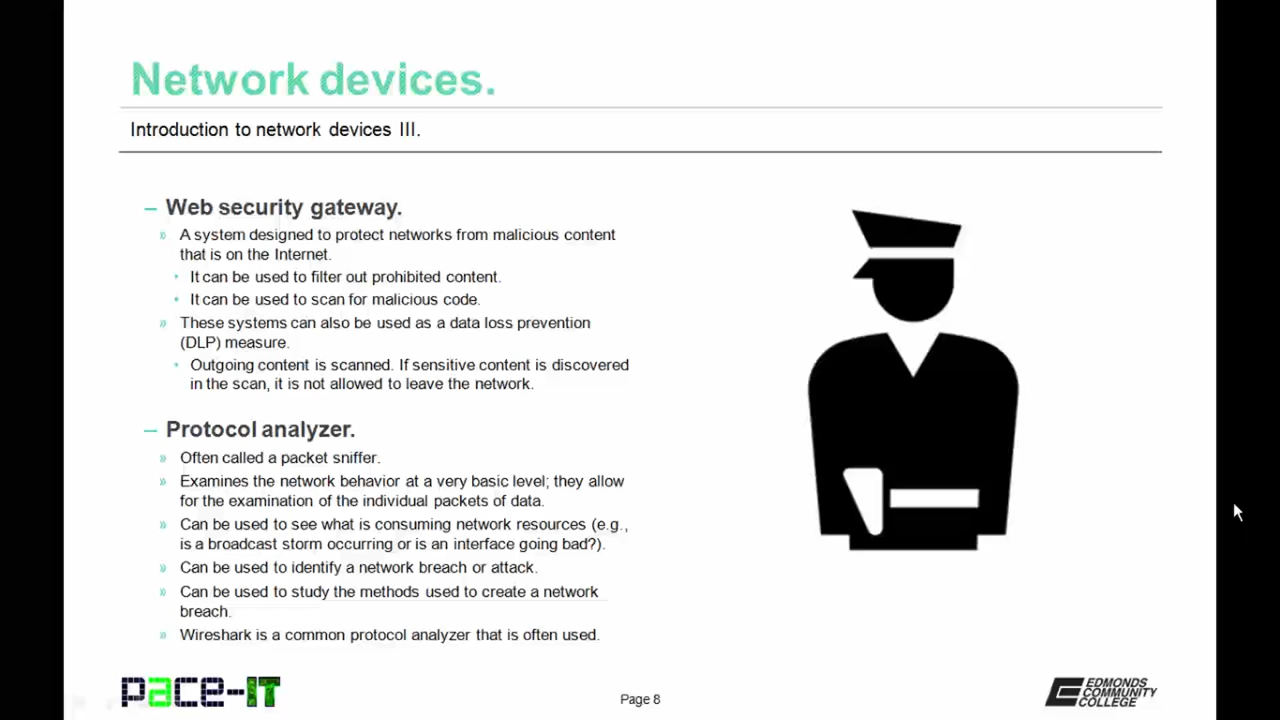 Network devices.
Introduction to network devices III.
– Web security gateway.
» A system designed to protect networks from malicious content
that is on the Internet.
• It can be used to filter out prohibited content.
• It can be used to scan for malicious code.
» These systems can also be used as a data loss prevention
(DLP) measure.
• Outgoing content is scanned. If sensitive content is discovered
in the scan, it is not allowed to leave the network.
– Protocol analyzer.
» Often called a packet sniffer.
» Examines the network behavior at a very basic level; they allow
for the examination of the individual packets of data.
» Can be used to see what is consuming network resources (e.g.,
is a broadcast storm occurring or is an interface going bad?).
» Can be used to identify a network breach or attack.
» Can be used to study the methods used to create a network
breach.
» Wireshark is a common protocol analyzer that is often used.
pace-IT
Page 8
EDMONDS
COMMUNITY
COLLEGE